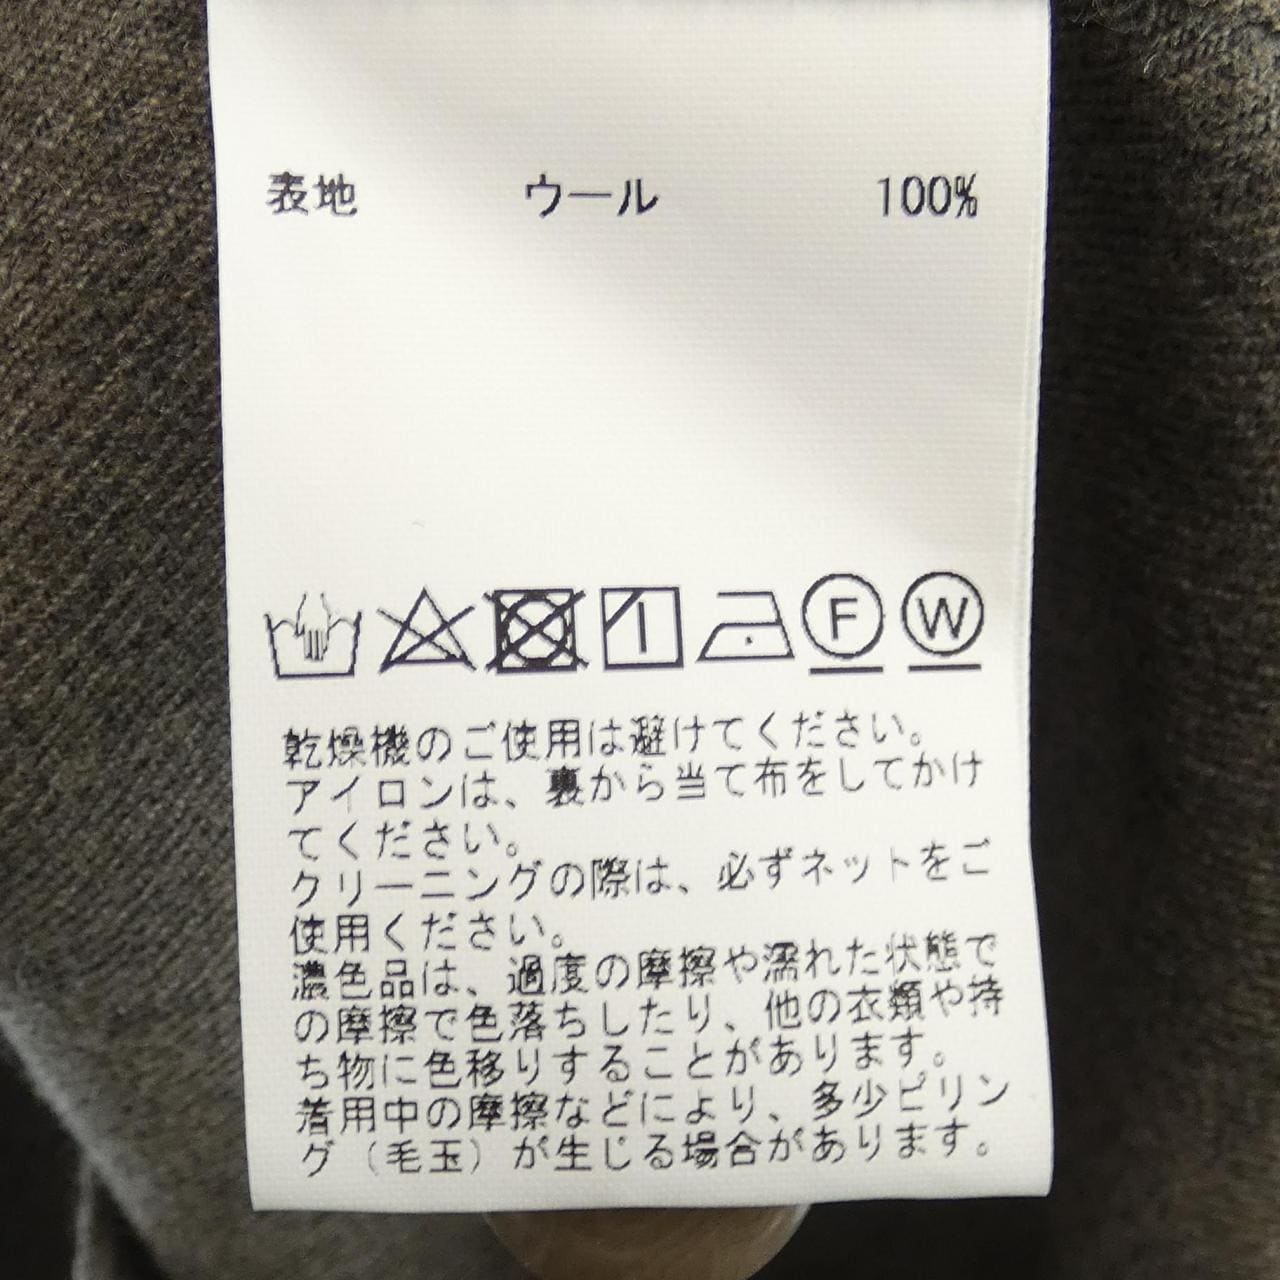 表地 ウール 100%
F W
乾燥機のご使用は避けてください。
アイロンは、裏から当て布をしてかけ
てください。
クリーニングの際は、必ずネットをご
使用ください。
濃色品は、過度の摩擦や濡れた状態で
の摩擦で色落ちしたり、他の衣類や持
ち物に色移りすることがあります。
着用中の摩擦などにより、多少ピリン
グ（毛玉）が生じる場合があります。